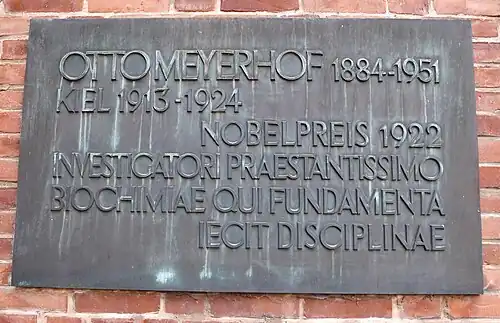 OTTO MEYERHOF 1884-1951
KIEL 1913-1924
NOBELPREIS 1922
INVESTIGATORI PRAESTANTISSIMO
BIOCHIMIAE QUI FUNDAMENTA
IECIT DISCIPLINAE